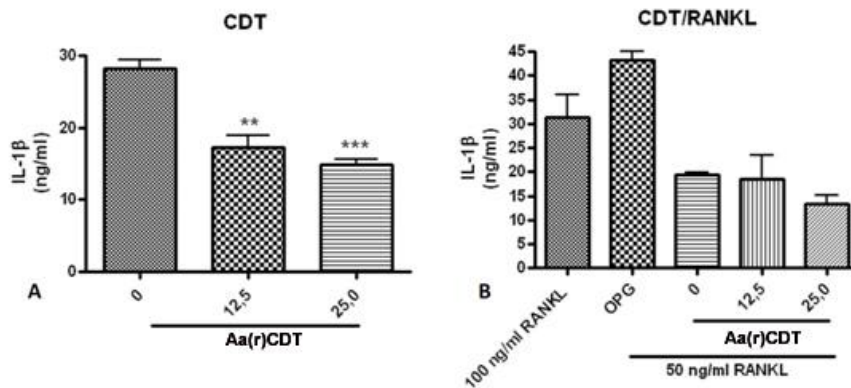 CDT
IL-1β
(ng/ml)
30
20
10
0
**
***
0
12,5
25,0
A
Aa(r)CDT
CDT/RANKL
IL-1β
(ng/ml)
45
40
35
30
25
20
15
10
5
0
100 ng/ml RANKL
OPG
0
12,5
25,0
B
Aa(r)CDT
50 ng/ml RANKL